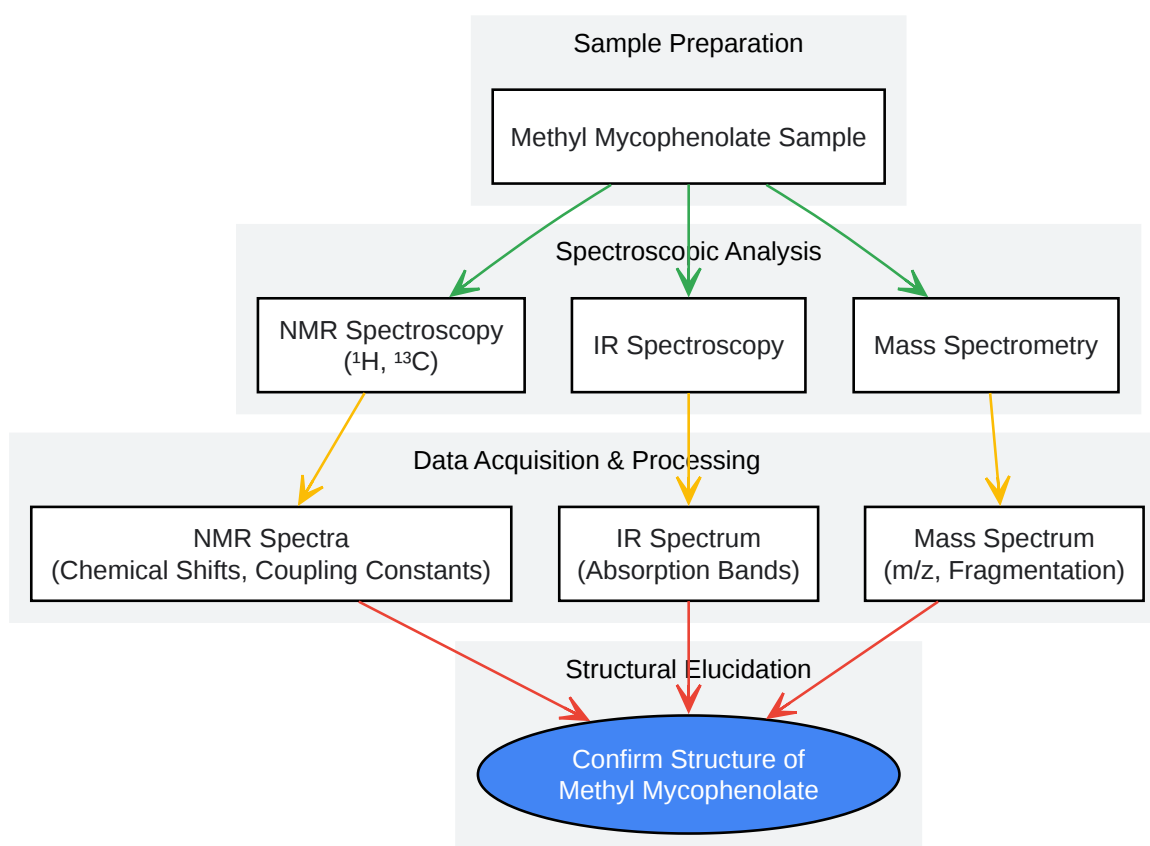 Sample Preparation
Methyl Mycophenolate Sample
Spectroscopic Analysis
NMR Spectroscopy
(¹H, ¹³C)
IR Spectroscopy
Mass Spectrometry
Data Acquisition & Processing
NMR Spectra
(Chemical Shifts, Coupling Constants)
IR Spectrum
(Absorption Bands)
Mass Spectrum
(m/z, Fragmentation)
Structural Elucidation
Confirm Structure of
Methyl Mycophenolate